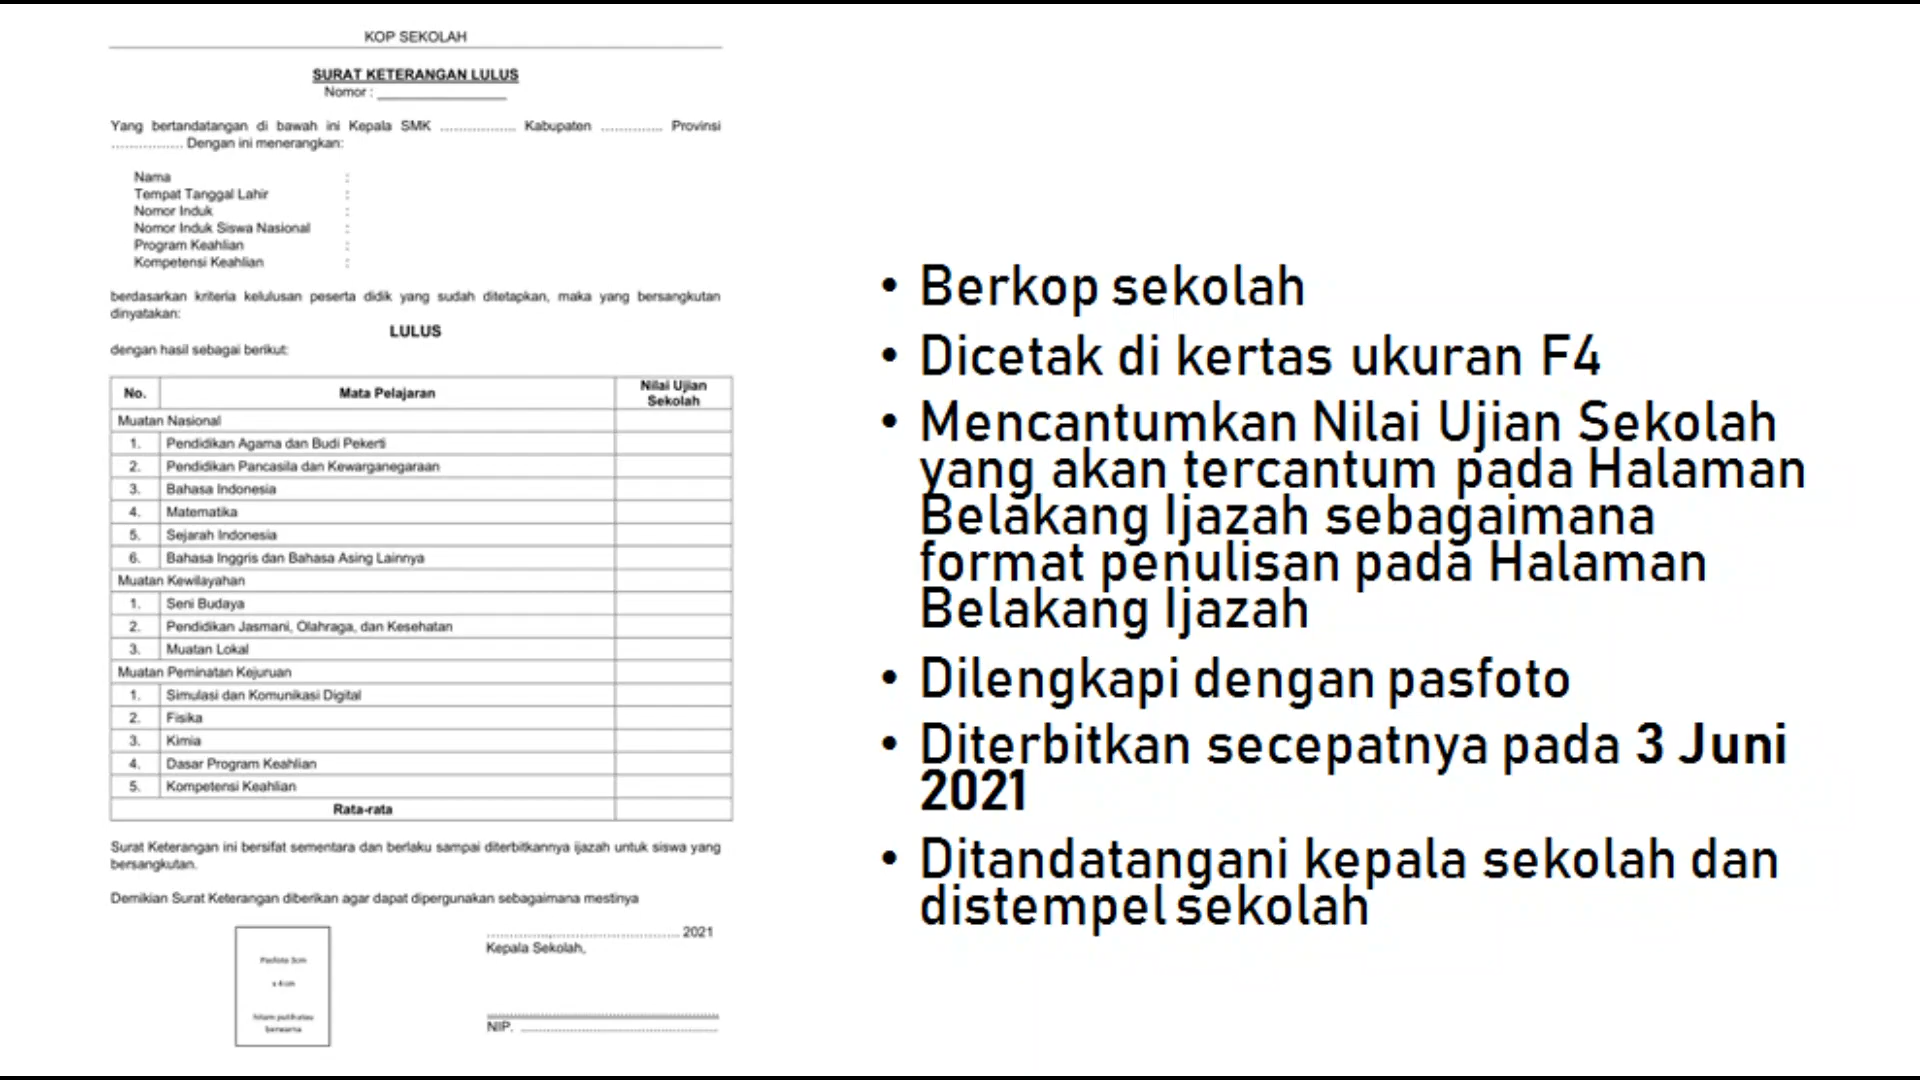 KOP SEKOLAH
SURAT KETERANGAN LULUS
Nomor : ____________________
Yang bertandatangan di bawah ini Kepala SMK .................. Kabupaten ............... Provinsi
................. Dengan ini menerangkan:
Nama :
Tempat Tanggal Lahir :
Nomor Induk :
Nomor Induk Siswa Nasional :
Program Keahlian :
Kompetensi Keahlian :
berdasarkan kriteria kelulusan peserta didik yang sudah ditetapkan, maka yang bersangkutan
dinyatakan:
LULUS
dengan hasil sebagai berikut:
No. Mata Pelajaran Nilai Ujian
Sekolah
Muatan Nasional
1. Pendidikan Agama dan Budi Pekerti
2. Pendidikan Pancasila dan Kewarganegaraan
3. Bahasa Indonesia
4. Matematika
5. Sejarah Indonesia
6. Bahasa Inggris dan Bahasa Asing Lainnya
Muatan Kewilayahan
1. Seni Budaya
2. Pendidikan Jasmani, Olahraga, dan Kesehatan
3. Muatan Lokal
Muatan Peminatan Kejuruan
1. Simulasi dan Komunikasi Digital
2. Fisika
3. Kimia
4. Dasar Program Keahlian
5. Kompetensi Keahlian
Rata-rata
Surat Keterangan ini bersifat sementara dan berlaku sampai diterbitkannya ijazah untuk siswa yang
bersangkutan.
Demikian Surat Keterangan diberikan agar dapat dipergunakan sebagaimana mestinya
Pasfoto 3cm
x 4 cm
hitam putih atau
berwarna
................,................................ 2021
Kepala Sekolah,
NIP. ................................................
• Berkop sekolah
• Dicetak di kertas ukuran F4
• Mencantumkan Nilai Ujian Sekolah
yang akan tercantum pada Halaman
Belakang Ijazah sebagaimana
format penulisan pada Halaman
Belakang Ijazah
• Dilengkapi dengan pasfoto
• Diterbitkan secepatnya pada 3 Juni
2021
• Ditandatangani kepala sekolah dan
distempel sekolah